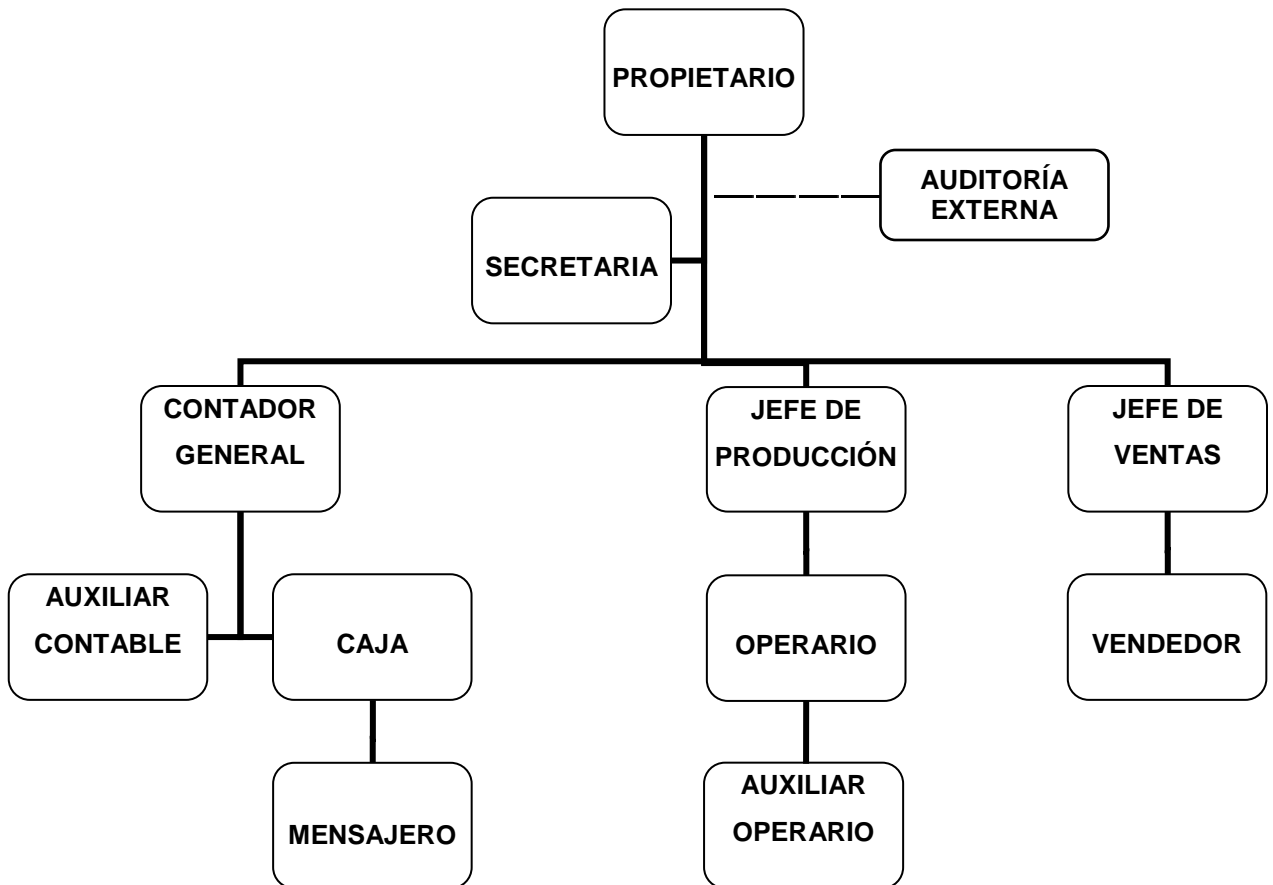 PROPIETARIO
AUDITORÍA
EXTERNA
SECRETARIA
CONTADOR
GENERAL
JEFE DE
PRODUCCIÓN
JEFE DE
VENTAS
AUXILIAR
CONTABLE
CAJA
OPERARIO
VENDEDOR
MENSAJERO
AUXILIAR
OPERARIO